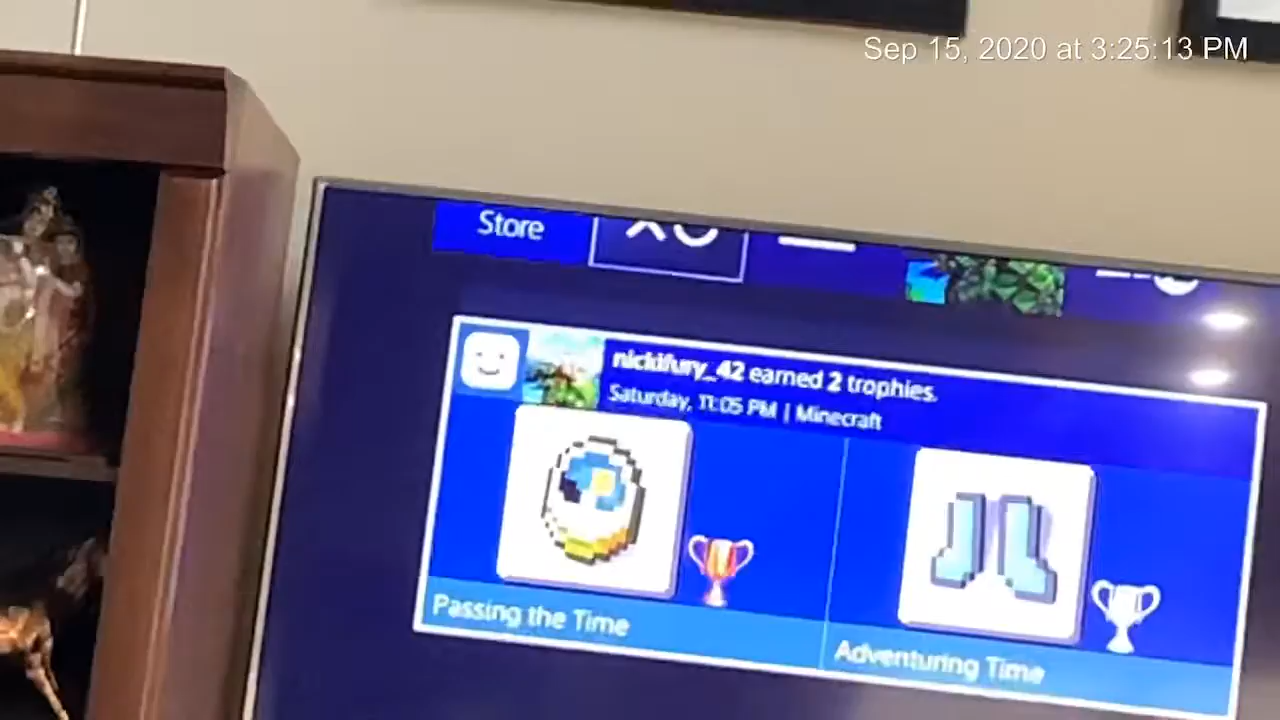 Sep 15, 2020 at 3:25:13 PM
Store
nickifury_42 earned 2 trophies.
Saturday, 11:05 PM | Minecraft
Passing the Time
Adventuring Time